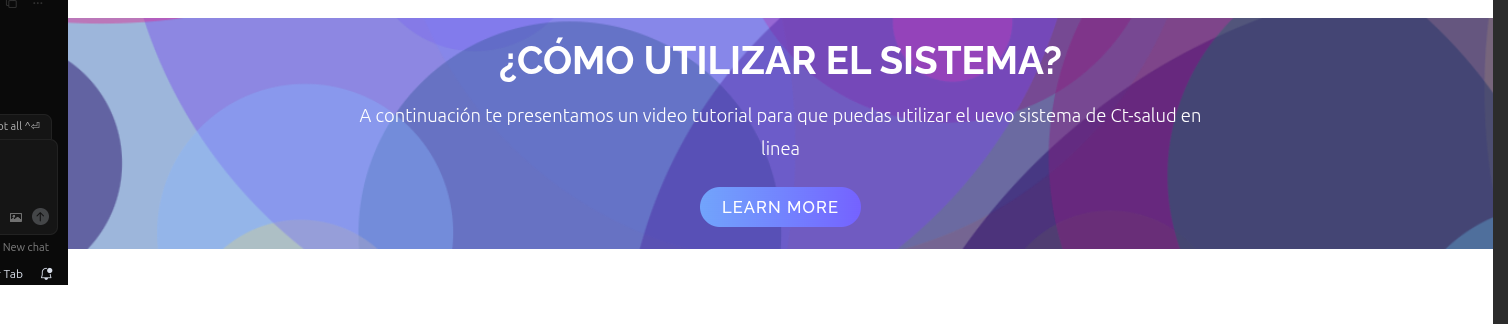 ot all ^⏎
New chat
Tab
¿CÓMO UTILIZAR EL SISTEMA?
A continuación te presentamos un video tutorial para que puedas utilizar el uevo sistema de Ct-salud en
linea
LEARN MORE